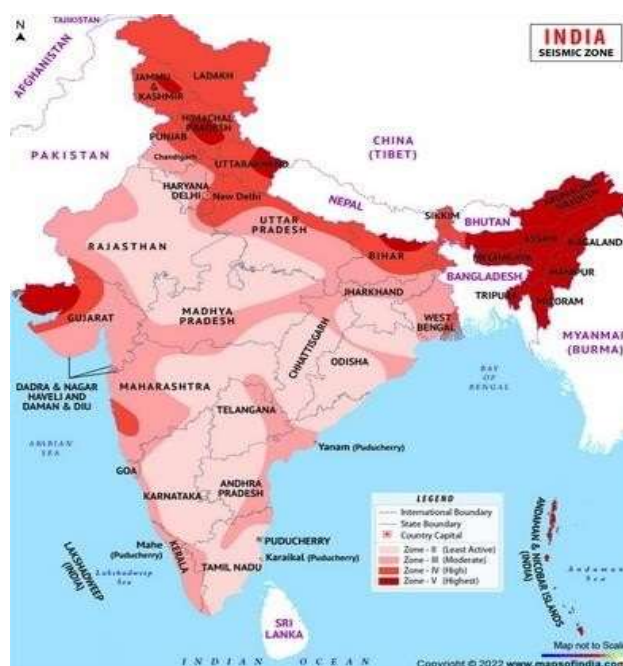 N
TAJIKISTAN
AFGHANISTAN
INDIA
SEISMIC ZONE
JAMMU
&
KASHMIR
LADAKH
HIMACHAL
PRADESH
PUNJAB
Chandigarh
UTTARAKHAND
CHINA
(TIBET)
PAKISTAN
HARYANA
DELHI
New Delhi
NEPAL
UTTAR
PRADESH
SIKKIM
BHUTAN
ASSAM
NAGALAND
MEGHALAYA
MANIPUR
RAJASTHAN
BIHAR
BANGLADESH
TRIPURA
MIZORAM
JHARKHAND
GUJARAT
MADHYA
PRADESH
WEST
BENGAL
MYANMAR
(BURMA)
CHHATTISGARH
ODISHA
DADRA & NAGAR
HAVELI AND
DAMAN & DIU
MAHARASHTRA
BAY
OF
BENGAL
TELANGANA
ARABIAN
SEA
Yanam (Puducherry)
GOA
ANDHRA
PRADESH
KARNATAKA
LEGEND
International Boundary
State Boundary
Country Capital
Zone - II (Least Active)
Zone - III (Moderate)
Zone - IV (High)
Zone - V (Highest)
ANDAMAN & NICOBAR ISLANDS
(INDIA)
Andaman
Sea
PUDUCHERRY
Mahe
(Puducherry)
Karaikal (Puducherry)
LAKSHADWEEP
(INDIA)
Lakshadweep
Sea
KERALA
TAMIL NADU
SRI
LANKA
INDIAN OCEAN
Map not to Scale
Copyright © 2022 www.mapsofindia.com